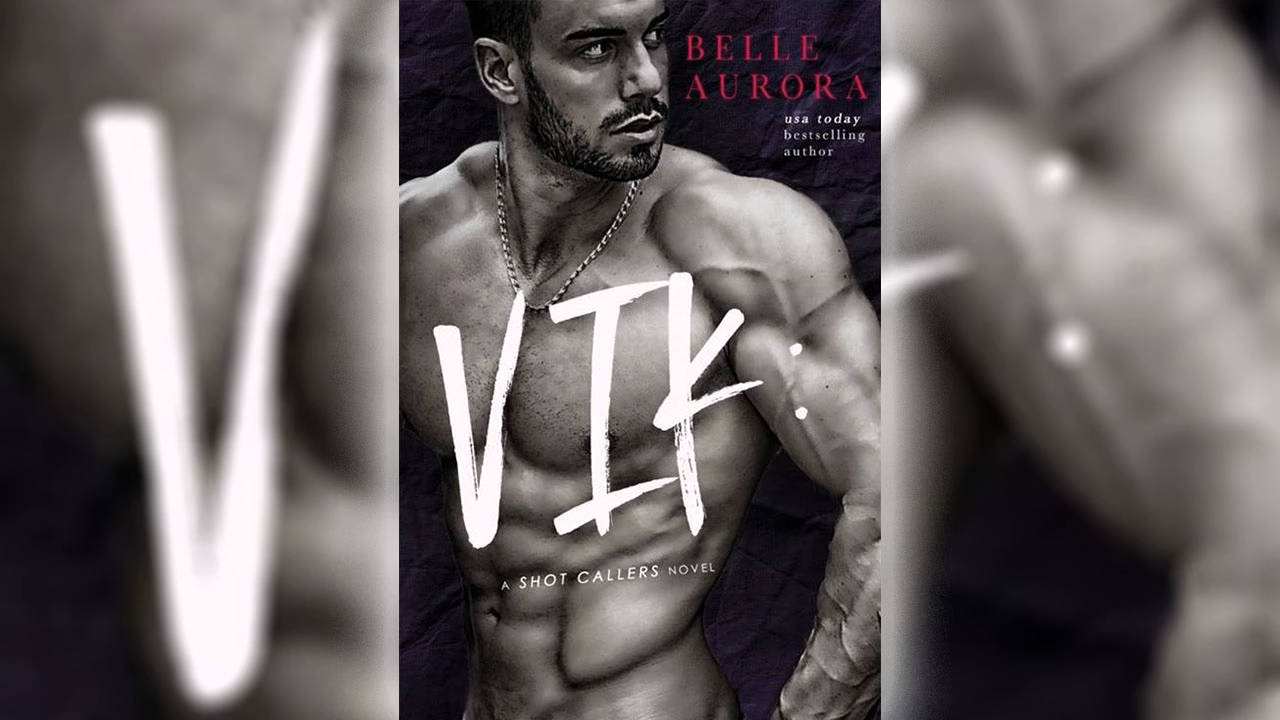 BELLE
AURORA
usa today
bestselling
author
VIK:
A SHOT CALLERS NOVEL